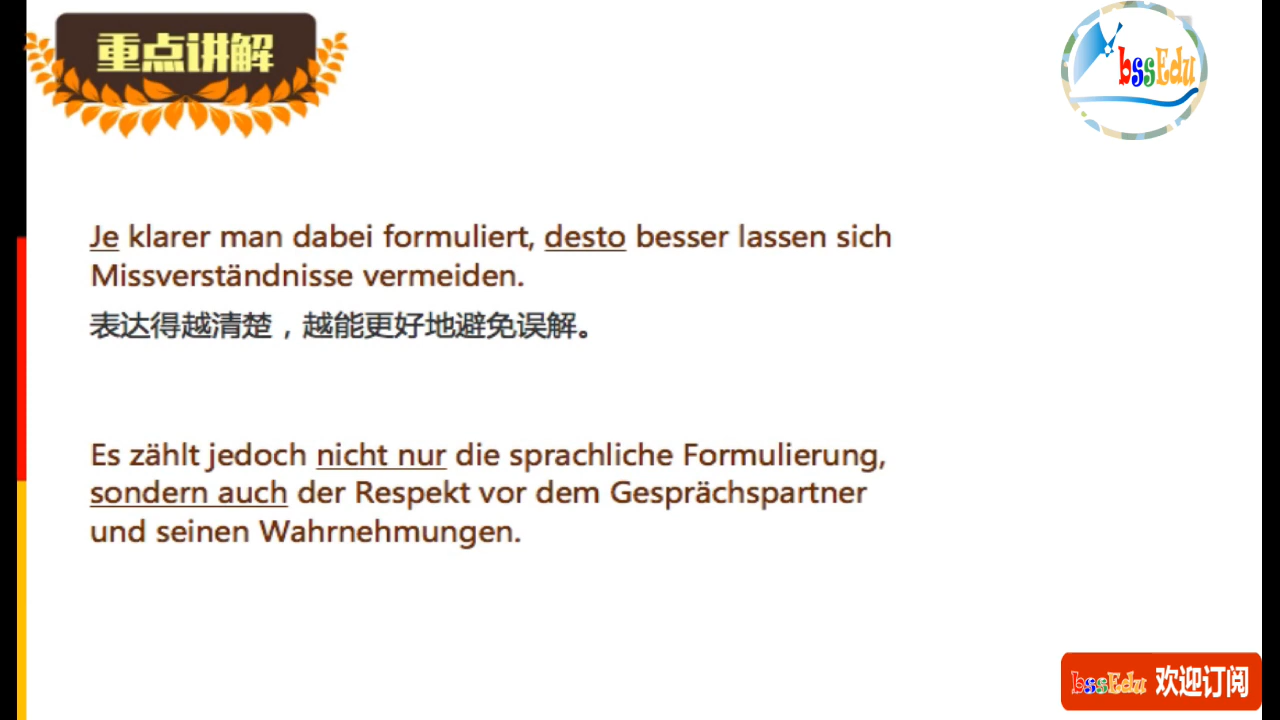 重点讲解
bssEdu
Je klarer man dabei formuliert, desto besser lassen sich
Missverständnisse vermeiden.
表达得越清楚，越能更好地避免误解。
Es zählt jedoch nicht nur die sprachliche Formulierung,
sondern auch der Respekt vor dem Gesprächspartner
und seinen Wahrnehmungen.
bssEdu 欢迎订阅